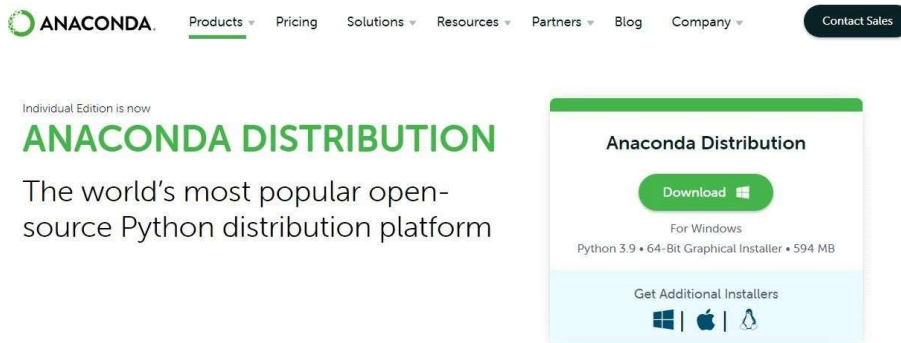 ANACONDA.
Products Pricing Solutions Resources Partners Blog Company Contact Sales
Individual Edition is now
ANACONDA DISTRIBUTION
The world's most popular open-
source Python distribution platform
Anaconda Distribution
Download
For Windows
Python 3.9 • 64-Bit Graphical Installer • 594 MB
Get Additional Installers